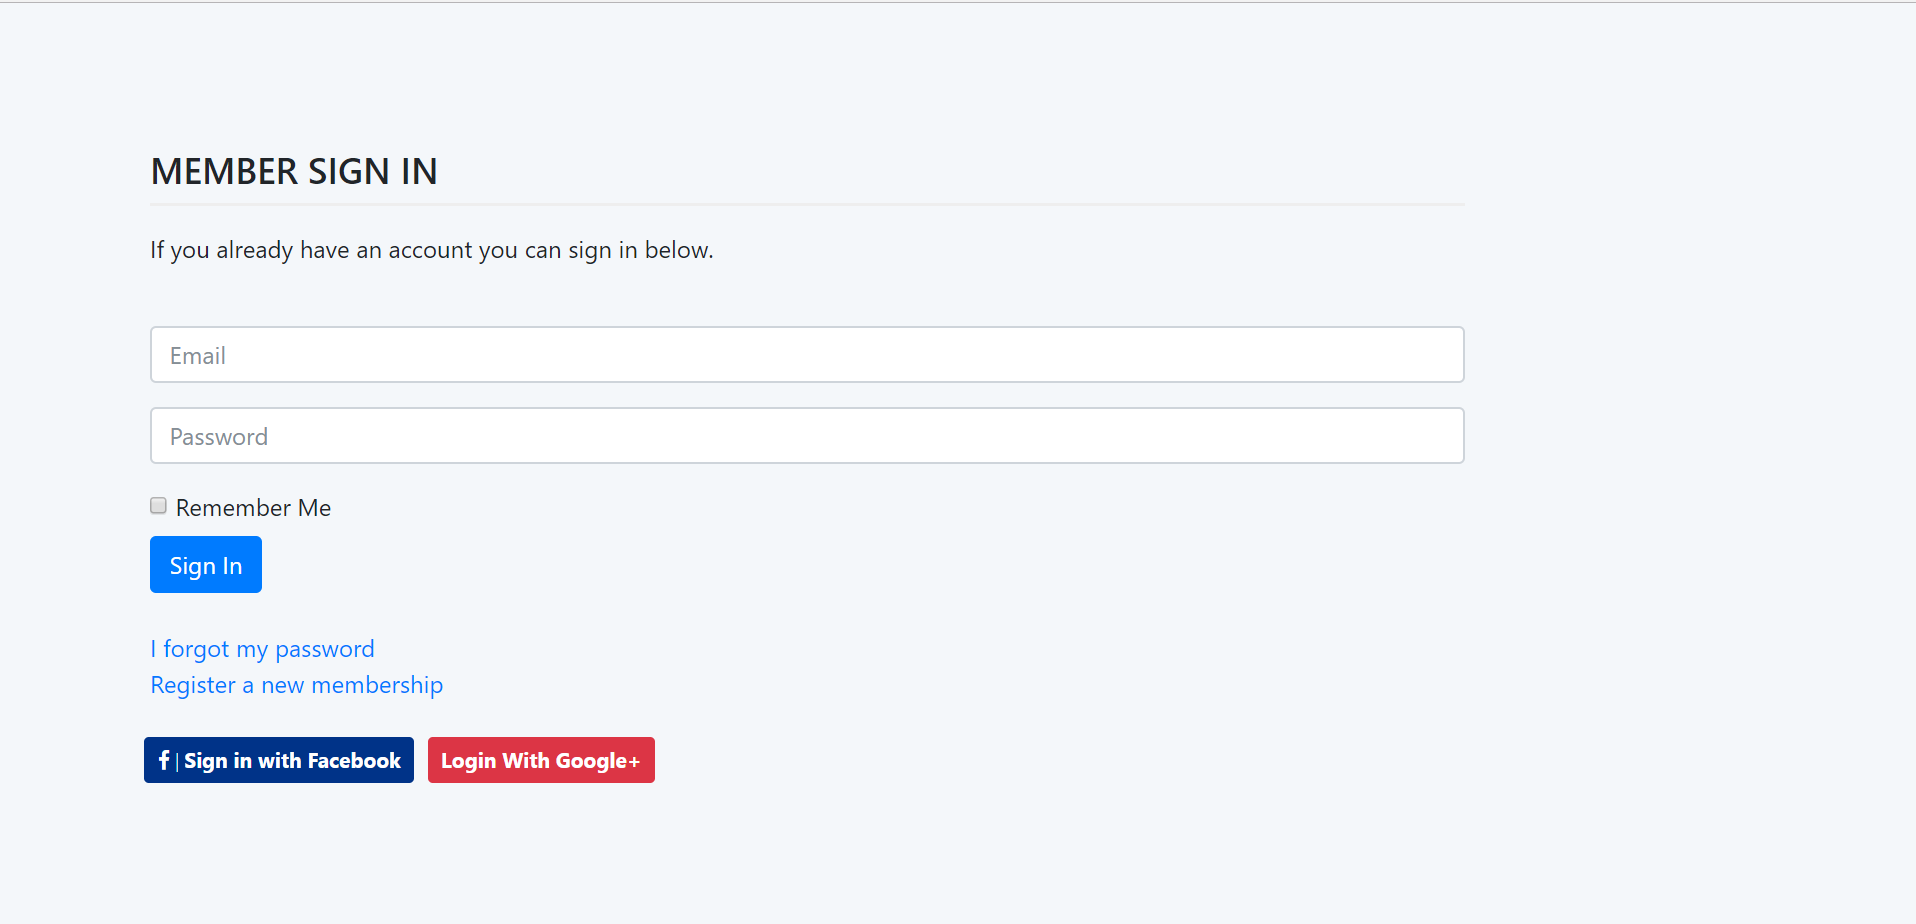 MEMBER SIGN IN
If you already have an account you can sign in below.
Email
Password
Remember Me
Sign In
I forgot my password
Register a new membership
f | Sign in with Facebook Login With Google+